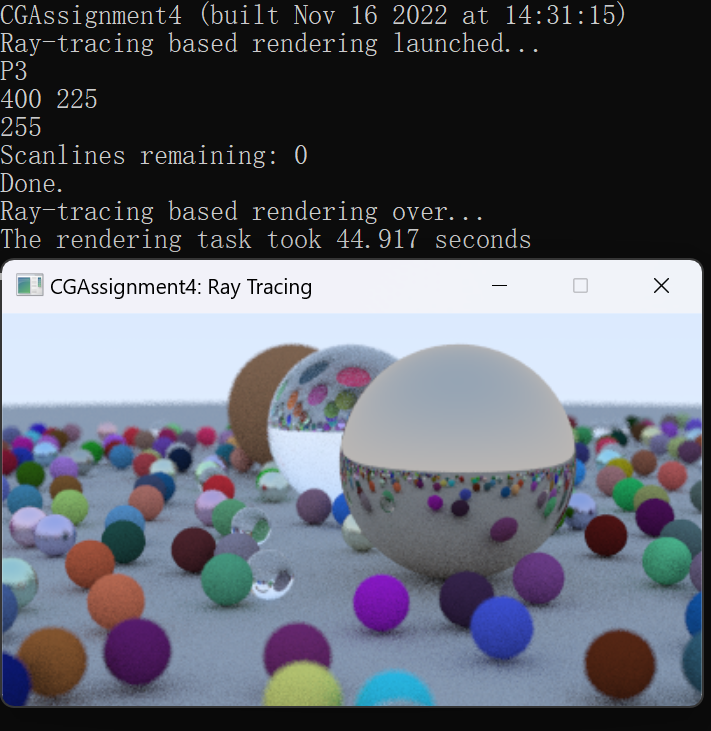 CGAssignment4 (built Nov 16 2022 at 14:31:15)
Ray-tracing based rendering launched...
P3
400 225
255
Scanlines remaining: 0
Done.
Ray-tracing based rendering over...
The rendering task took 44.917 seconds
CGAssignment4: Ray Tracing